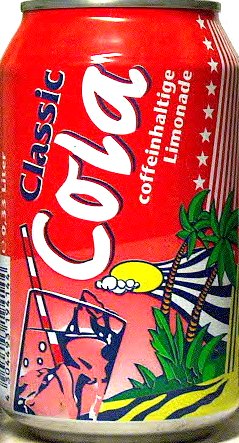 Classic
Cola
coffeinhaltige
Limonade
e 0,33 Liter